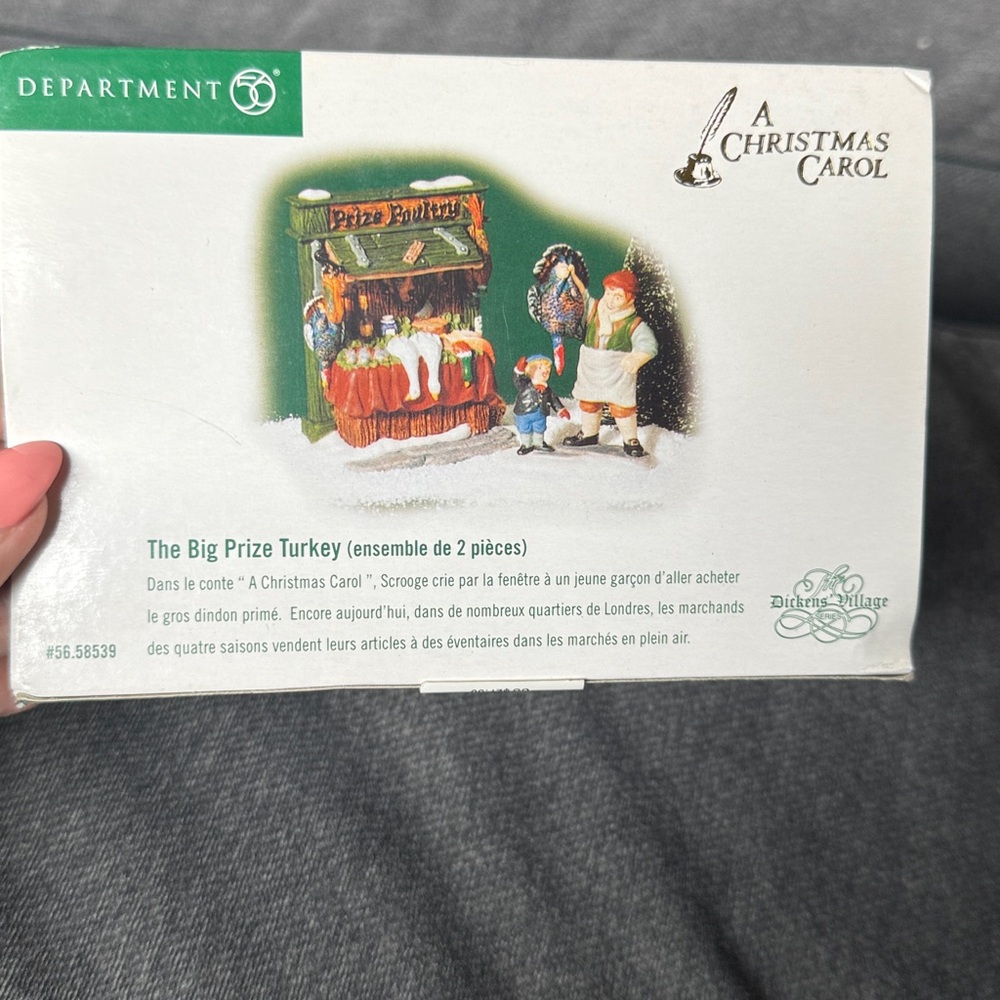 DEPARTMENT 56®
A
CHRISTMAS
CAROL
Prize Poultry
The Big Prize Turkey (ensemble de 2 pièces)
Dans le conte “ A Christmas Carol ”, Scrooge crie par la fenêtre à un jeune garçon d’aller acheter
le gros dindon primé. Encore aujourd’hui, dans de nombreux quartiers de Londres, les marchands
des quatre saisons vendent leurs articles à des éventaires dans les marchés en plein air.
#56.58539
The
Dickens’ Village
SERIES